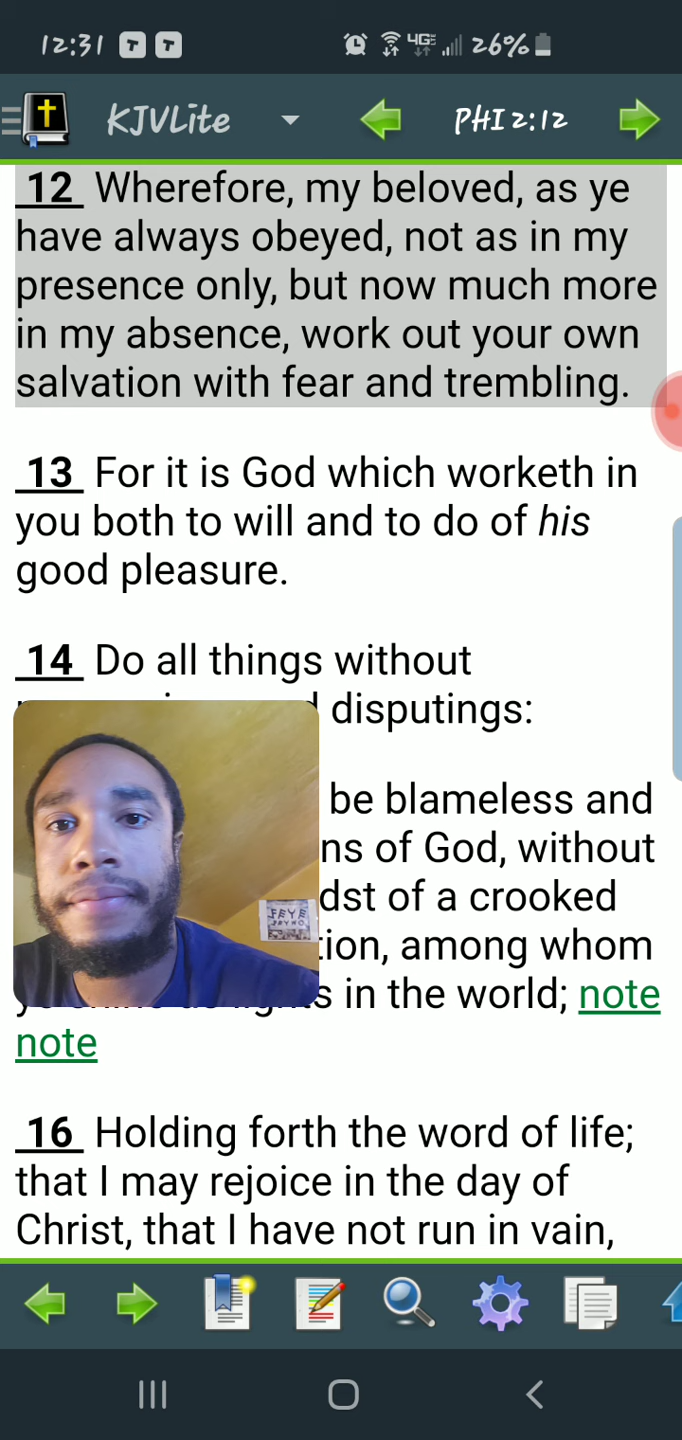 12:31 T T 4GE 26%
KJVLite PHI 2:12
12 Wherefore, my beloved, as ye
have always obeyed, not as in my
presence only, but now much more
in my absence, work out your own
salvation with fear and trembling.
13 For it is God which worketh in
you both to will and to do of his
good pleasure.
14 Do all things without
disputings:
be blameless and
ns of God, without
dst of a crooked
tion, among whom
in the world; note
note
16 Holding forth the word of life;
that I may rejoice in the day of
Christ, that I have not run in vain,